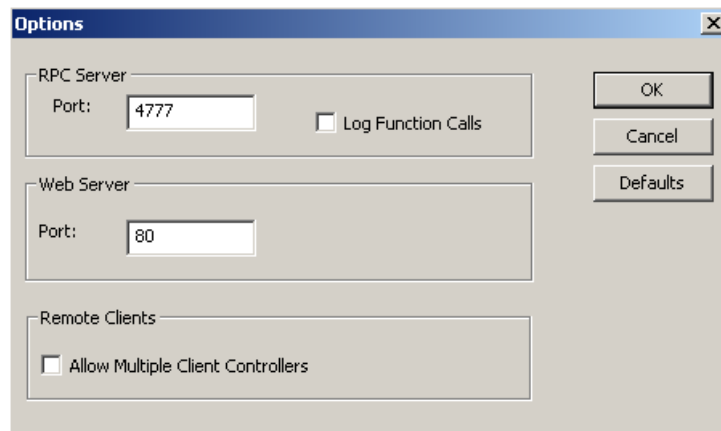 Options
RPC Server
Port:
4777
Log Function Calls
Web Server
Port:
80
Remote Clients
Allow Multiple Client Controllers
OK
Cancel
Defaults